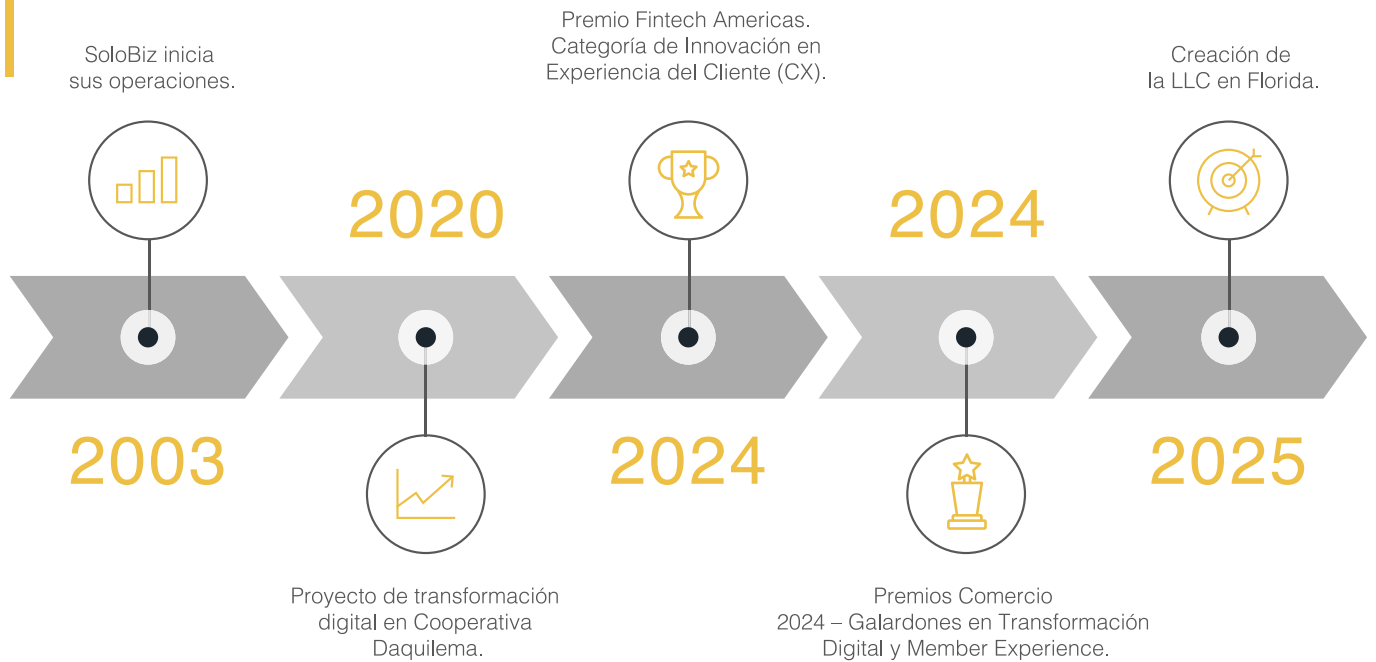 SoloBiz inicia
sus operaciones.
2003
2020
Proyecto de transformación
digital en Cooperativa
Daquilema.
Premio Fintech Americas.
Categoría de Innovación en
Experiencia del Cliente (CX).
2024
2024
Premios Comercio
2024 – Galardones en Transformación
Digital y Member Experience.
Creación de
la LLC en Florida.
2025